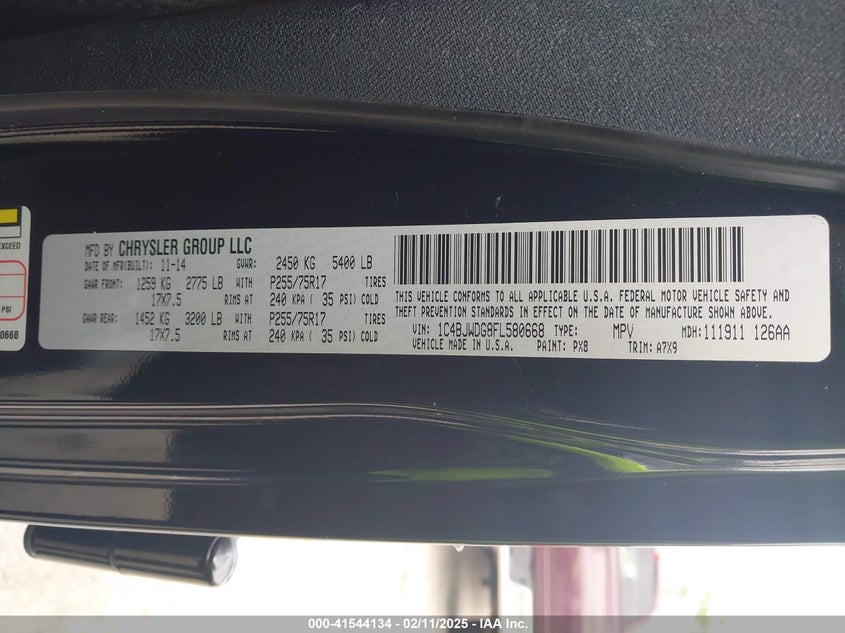 EXCEED
PSI
0668
MFD BY CHRYSLER GROUP LLC
DATE OF MFR(BUILT): 11-14 GVWR: 2450 KG 5400 LB
GAWR FRONT: 1259 KG 2775 LB WITH P255/75R17 TIRES
17X7.5 RIMS AT 240 KPA ( 35 PSI) COLD
GAWR REAR: 1452 KG 3200 LB WITH P255/75R17 TIRES
17X7.5 RIMS AT 240 KPA ( 35 PSI) COLD
THIS VEHICLE CONFORMS TO ALL APPLICABLE U.S.A. FEDERAL MOTOR VEHICLE SAFETY AND
THEFT PREVENTION STANDARDS IN EFFECT ON THE DATE OF MANUFACTURE SHOWN ABOVE.
VIN: 1C4BJWDG8FL580668 TYPE: MPV MDH: 111911 126AA
VEHICLE MADE IN U.S.A. PAINT: PX8 TRIM: A7X9
000-41544134 - 02/11/2025 - IAA Inc.